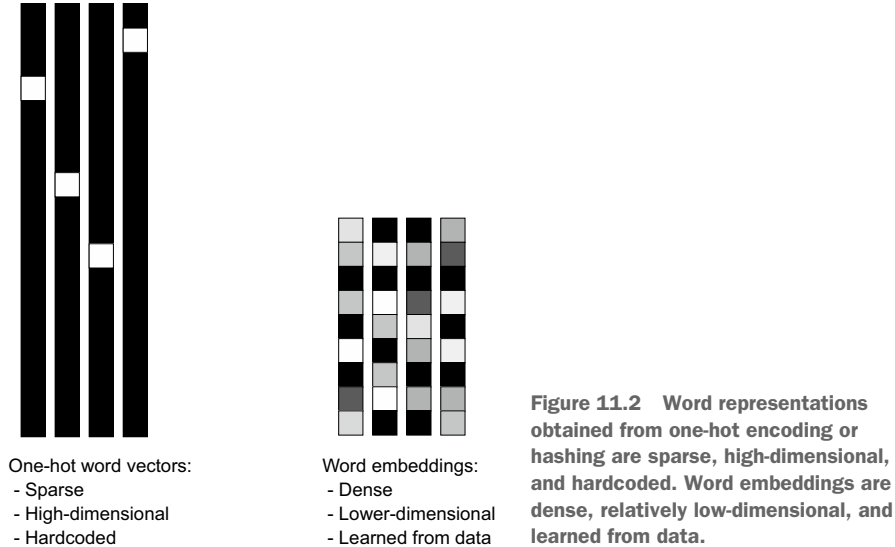 One-hot word vectors:
- Sparse
- High-dimensional
- Hardcoded
Word embeddings:
- Dense
- Lower-dimensional
- Learned from data
Figure 11.2 Word representations
obtained from one-hot encoding or
hashing are sparse, high-dimensional,
and hardcoded. Word embeddings are
dense, relatively low-dimensional, and
learned from data.